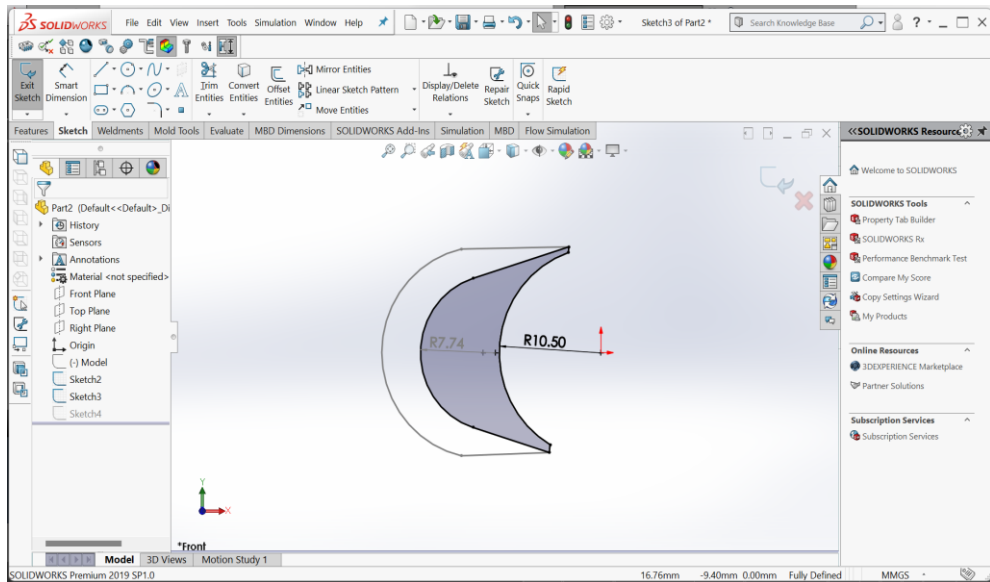 SOLIDWORKS File Edit View Insert Tools Simulation Window Help Sketch3 of Part2 * Search Knowledge Base
Exit Sketch Smart Dimension Trim Entities Convert Entities Offset Entities Mirror Entities Linear Sketch Pattern Move Entities Display/Delete Relations Repair Sketch Quick Snaps Rapid Sketch
Features Sketch Weldments Mold Tools Evaluate MBD Dimensions SOLIDWORKS Add-Ins Simulation MBD Flow Simulation
Part2 (Default<<Default>_Di
History
Sensors
Annotations
Material <not specified>
Front Plane
Top Plane
Right Plane
Origin
(-) Model
Sketch2
Sketch3
Sketch4
R7.74
R10.50
Y
X
*Front
SOLIDWORKS Resource
Welcome to SOLIDWORKS
SOLIDWORKS Tools
Property Tab Builder
SOLIDWORKS Rx
Performance Benchmark Test
Compare My Score
Copy Settings Wizard
My Products
Online Resources
3DEXPERIENCE Marketplace
Partner Solutions
Subscription Services
Subscription Services
Model 3D Views Motion Study 1
SOLIDWORKS Premium 2019 SP1.0 16.76mm -9.40mm 0.00mm Fully Defined MMGS